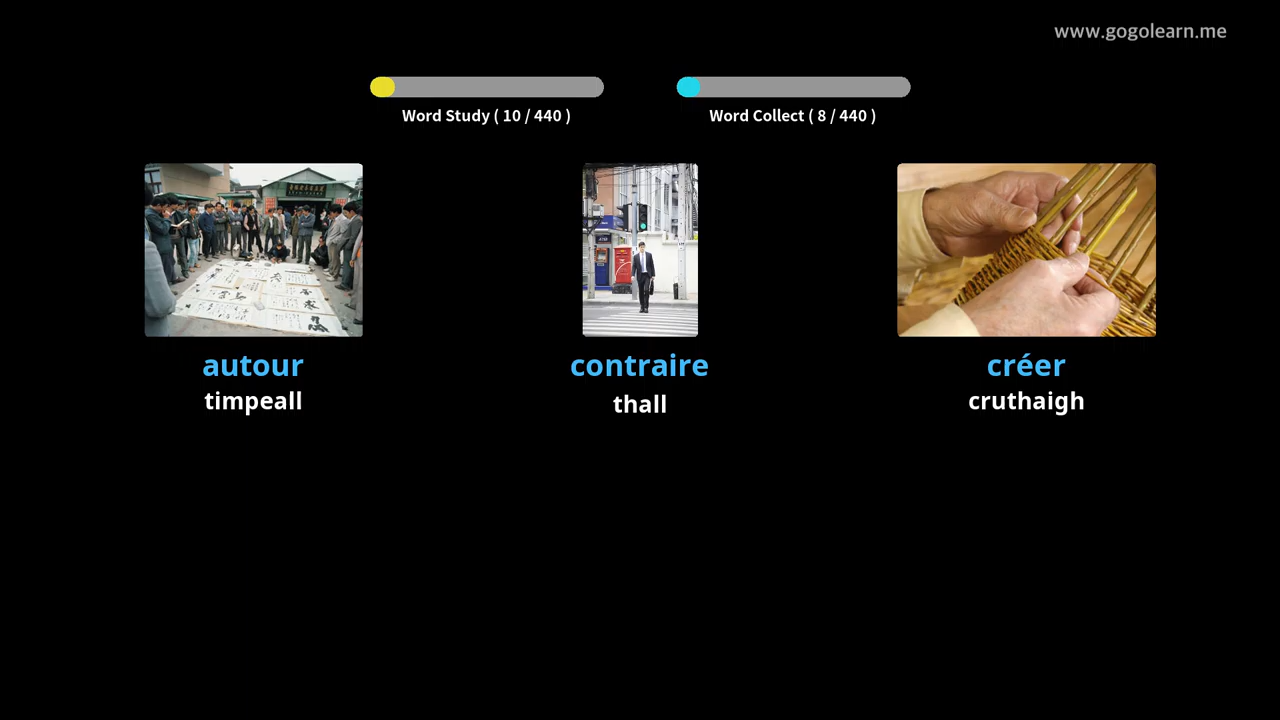 www.gogolearn.me
Word Study ( 10 / 440 )
Word Collect ( 8 / 440 )
autour
timpeall
contraire
thall
créer
cruthaigh